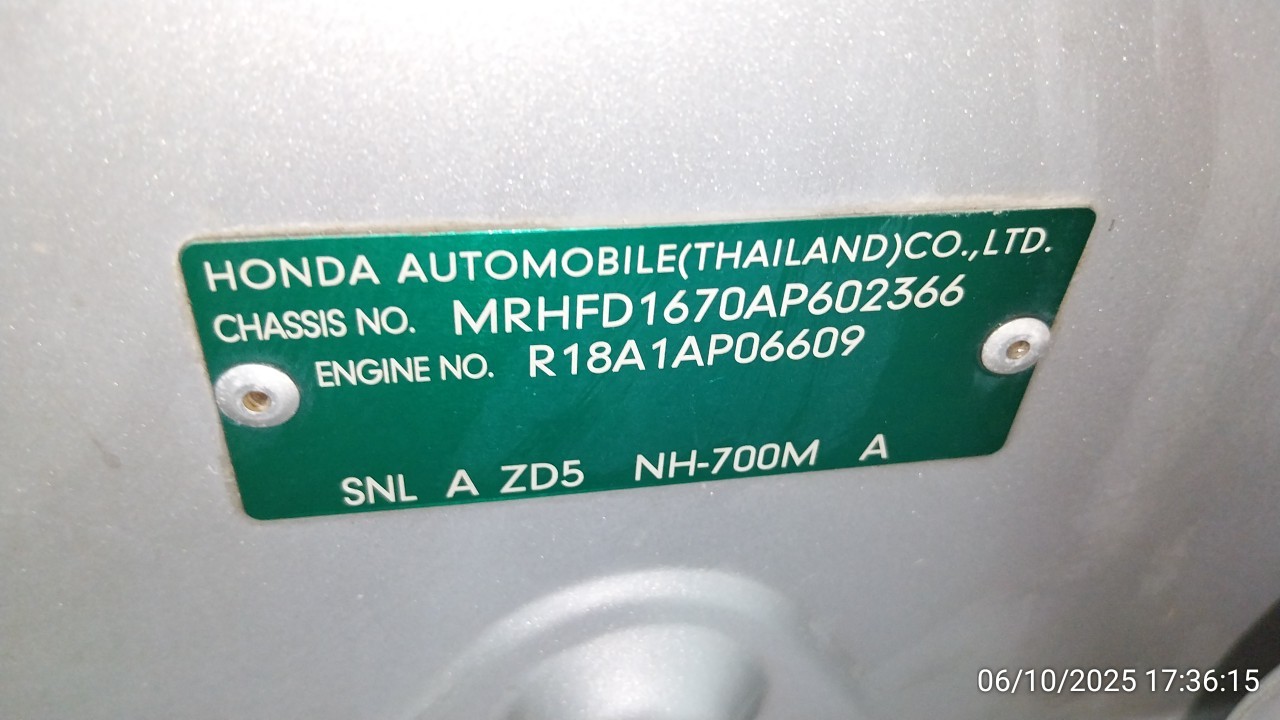 HONDA AUTOMOBILE(THAILAND)CO.,LTD.
CHASSIS NO. MRHFD1670AP602366
ENGINE NO. R18A1AP06609
SNL A ZD5 NH-700M A
06/10/2025 17:36:15